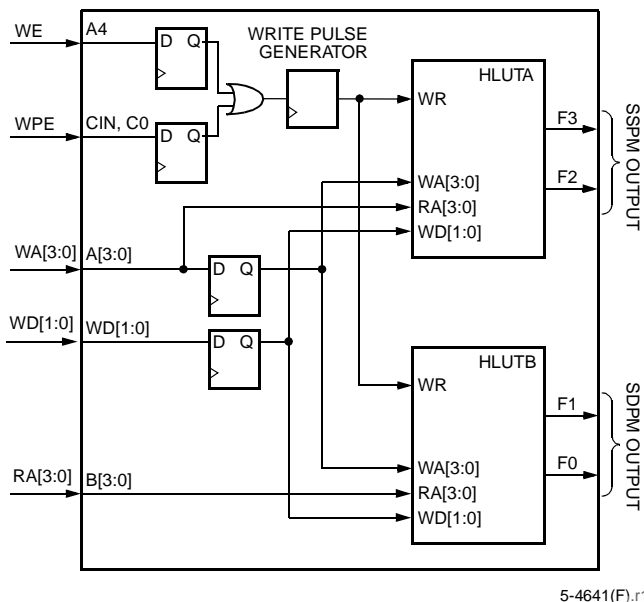 WE
A4
D Q
WRITE PULSE
GENERATOR
HLUTA
WR
F3
SSPM OUTPUT
WPE
CIN, C0
D Q
F2
WA[3:0]
RA[3:0]
WD[1:0]
WA[3:0]
A[3:0]
D Q
WD[1:0]
WD[1:0]
D Q
HLUTB
WR
F1
SDPM OUTPUT
F0
WA[3:0]
RA[3:0]
B[3:0]
RA[3:0]
WD[1:0]
5-4641(F).r